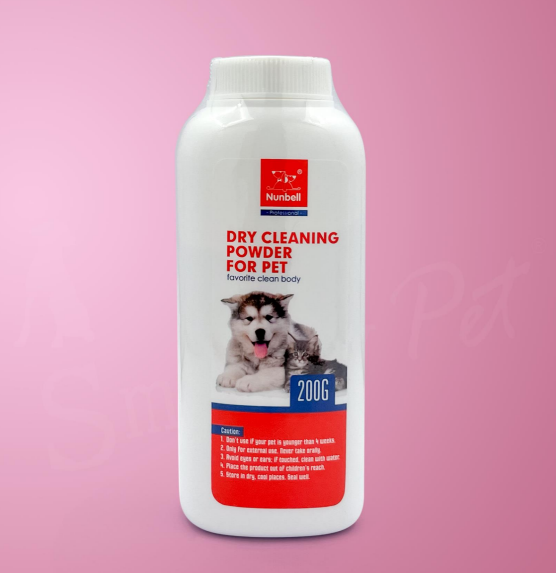 Nunbell
®
- Professional -
DRY CLEANING
POWDER
FOR PET
favorite clean body
200G
Caution:
1. Don't use if your pet is younger than 4 weeks.
2. Only for external use. Never take orally.
3. Avoid eyes or ears; if touched, clean with water.
4. Place the product out of children's reach.
5. Store in dry, cool places. Seal well.
Pet